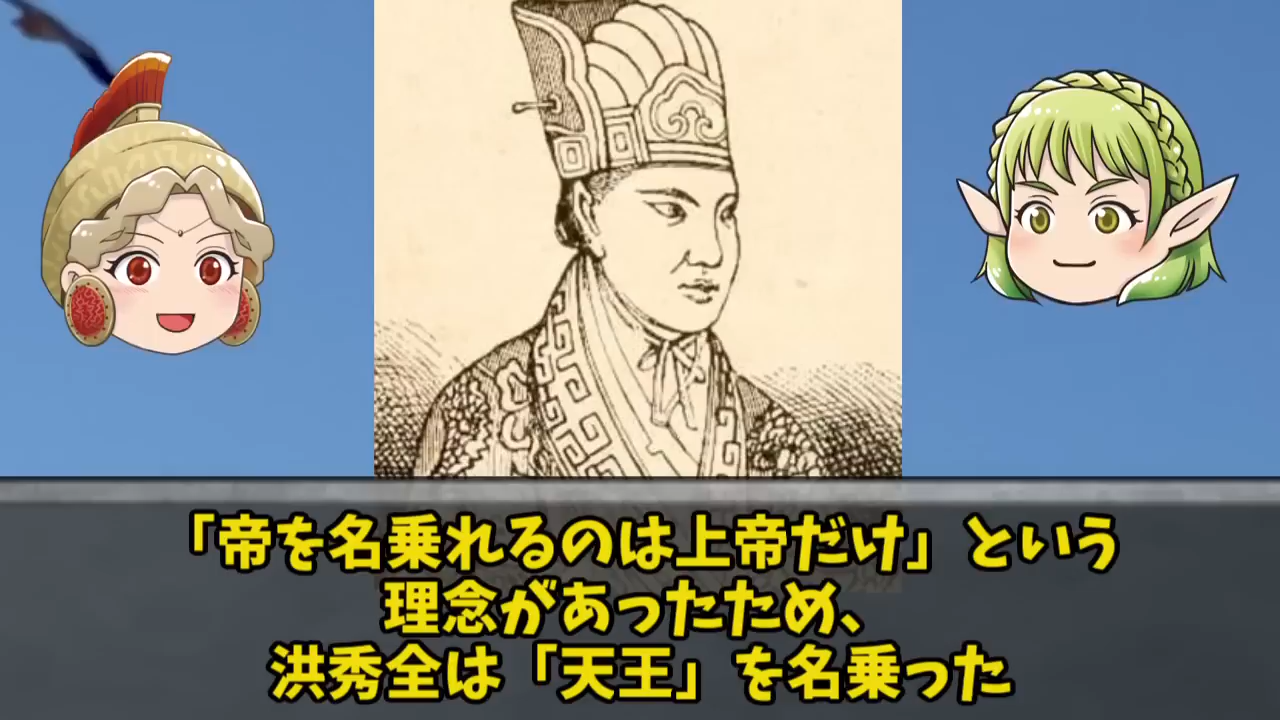 「帝を名乗れるのは上帝だけ」という
理念があったため、
洪秀全は「天王」を名乗った